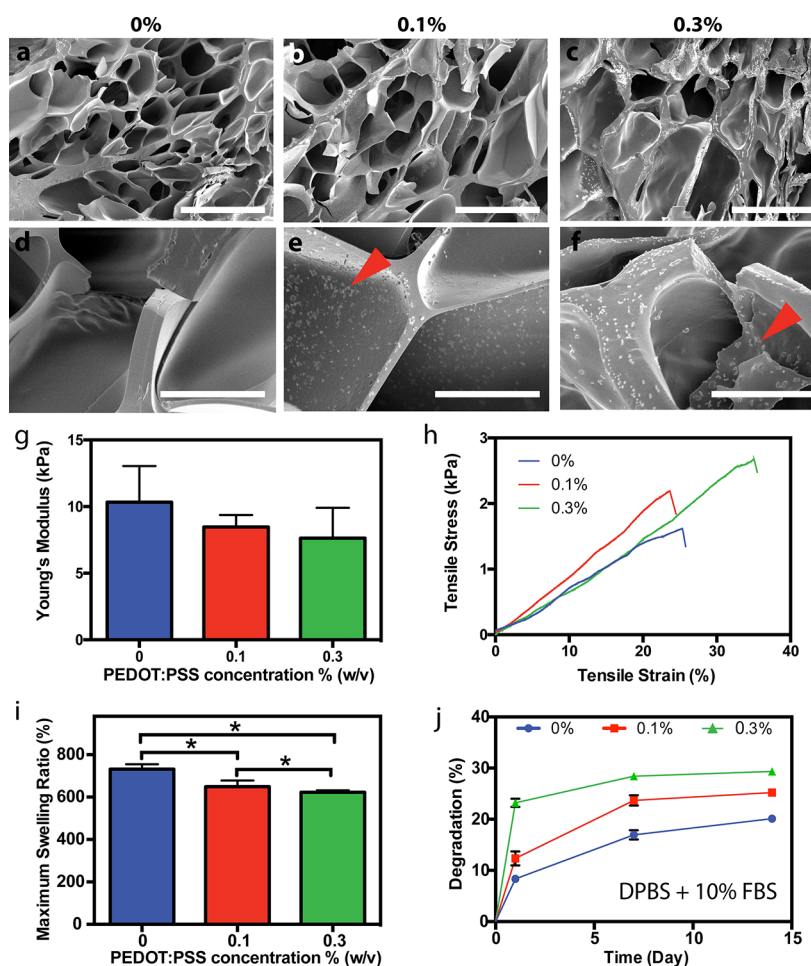 0%
0.1%
0.3%
a
b
c
d
e
f
g
15
10
5
0
Young's Modulus (kPa)
0
0.1
0.3
PEDOT:PSS concentration % (w/v)
h
3
2
1
0
Tensile Stress (kPa)
0%
0.1%
0.3%
0
10
20
30
40
Tensile Strain (%)
i
800
600
400
200
0
Maximum Swelling Ratio (%)
*
*
*
0
0.1
0.3
PEDOT:PSS concentration % (w/v)
j
40
30
20
10
0
Degradation (%)
0%
0.1%
0.3%
DPBS + 10% FBS
0
5
10
15
Time (Day)